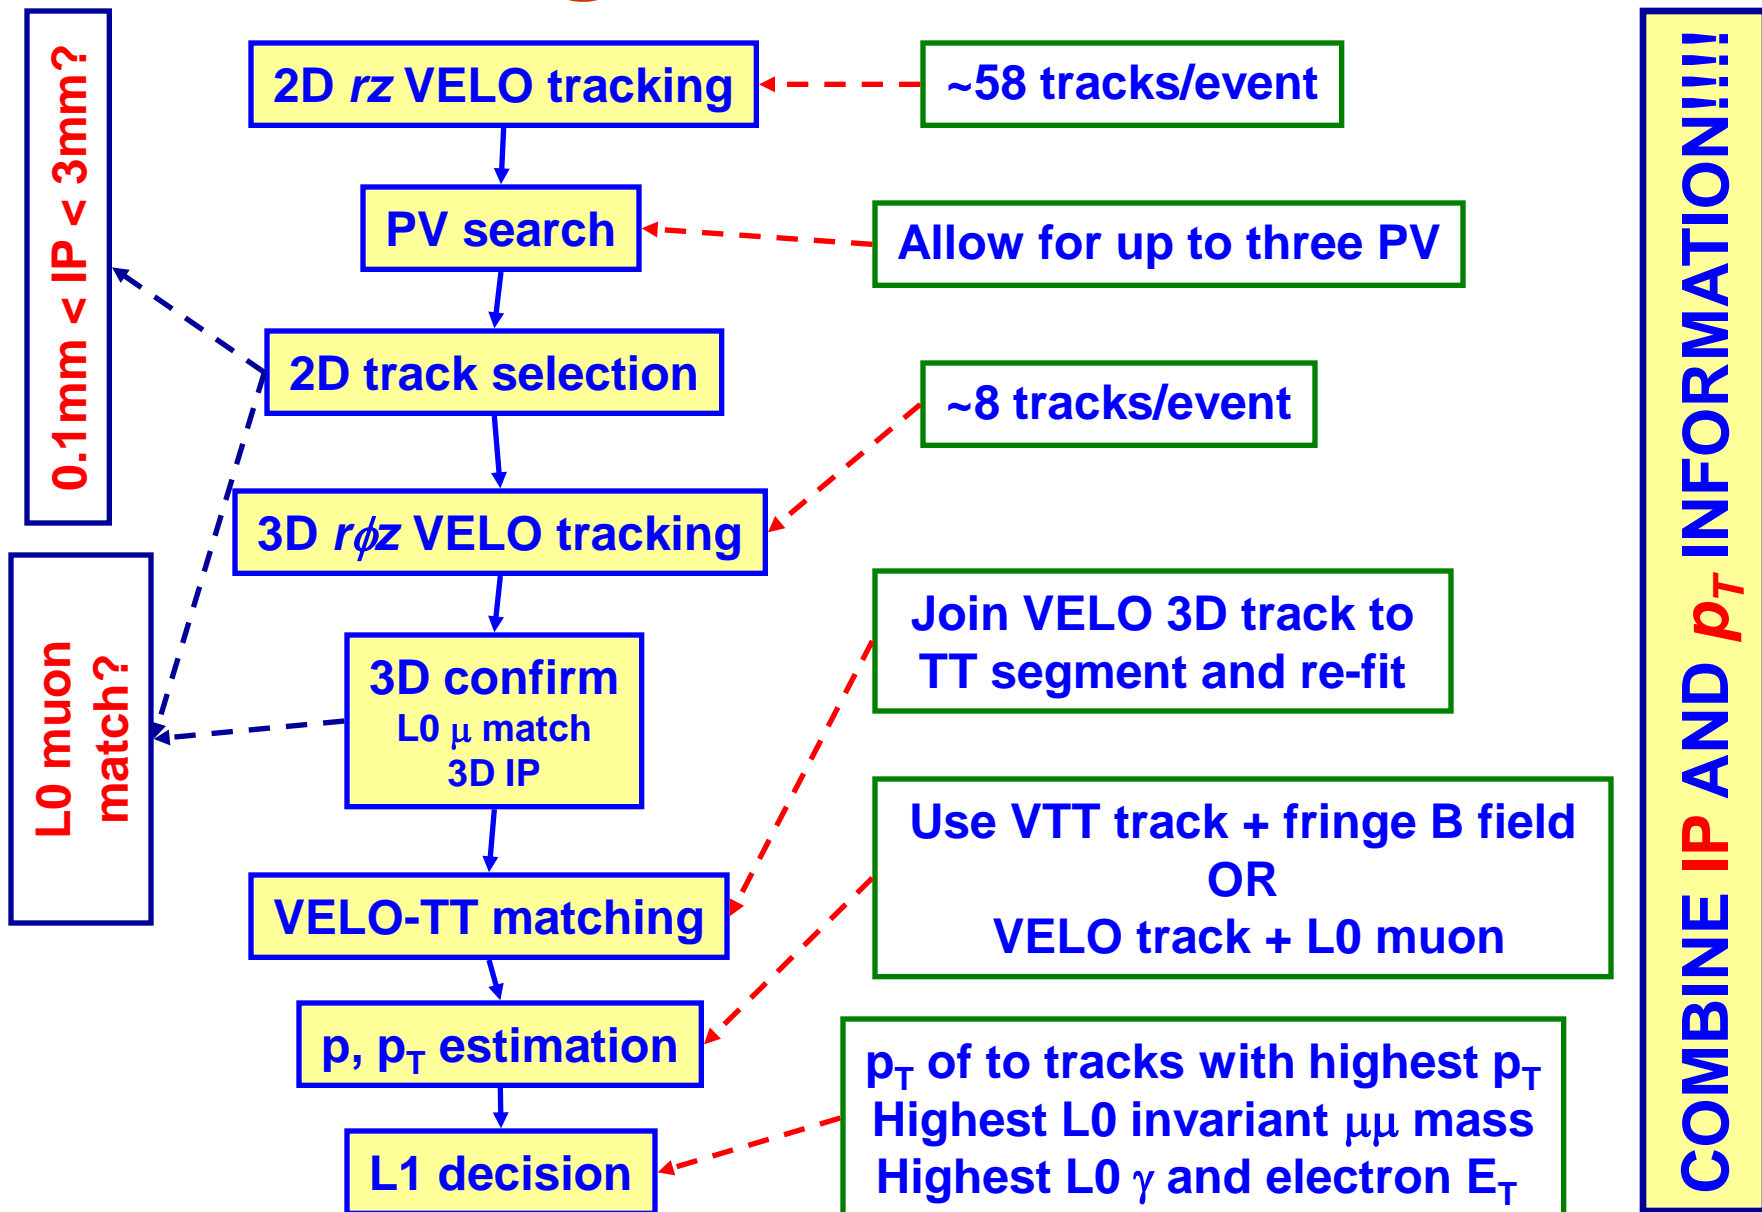 0.1mm < IP < 3mm?
2D rz VELO tracking
~58 tracks/event
PV search
Allow for up to three PV
2D track selection
~8 tracks/event
3D rϕz VELO tracking
L0 muon
match?
3D confirm
L0 μ match
3D IP
Join VELO 3D track to
TT segment and re-fit
VELO-TT matching
Use VTT track + fringe B field
OR
VELO track + L0 muon
p, pT estimation
L1 decision
pT of to tracks with highest pT
Highest L0 invariant μμ mass
Highest L0 γ and electron ET
COMBINE IP AND pT INFORMATION!!!!